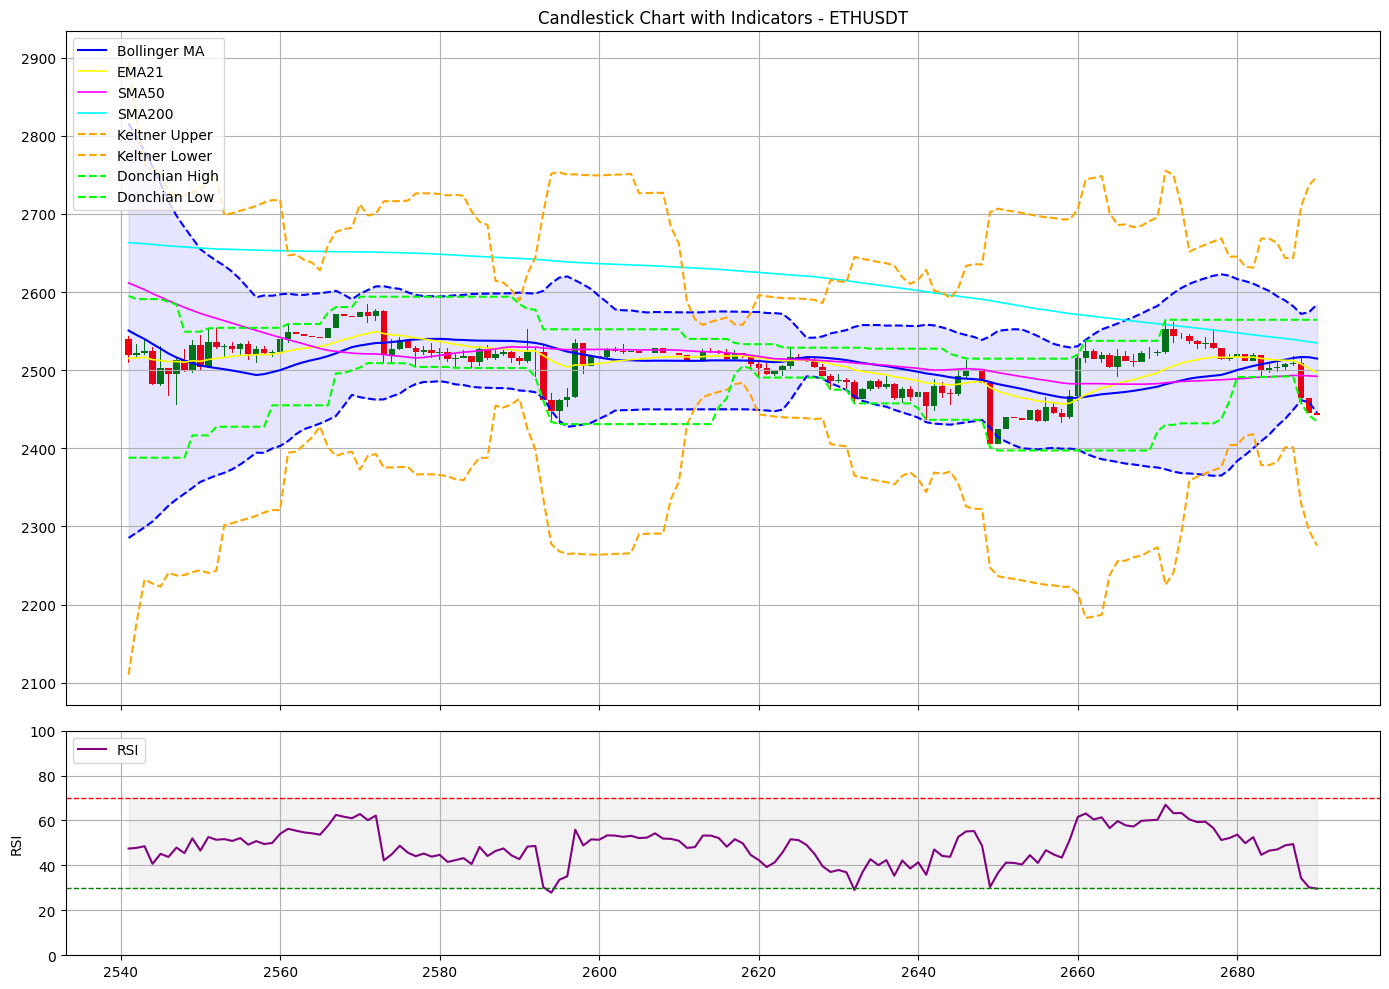 Candlestick Chart with Indicators - ETHUSDT
2900
2800
2700
2600
2500
2400
2300
2200
2100
Bollinger MA
EMA21
SMA50
SMA200
Keltner Upper
Keltner Lower
Donchian High
Donchian Low
100
80
60
40
20
0
RSI
RSI
2540
2560
2580
2600
2620
2640
2660
2680